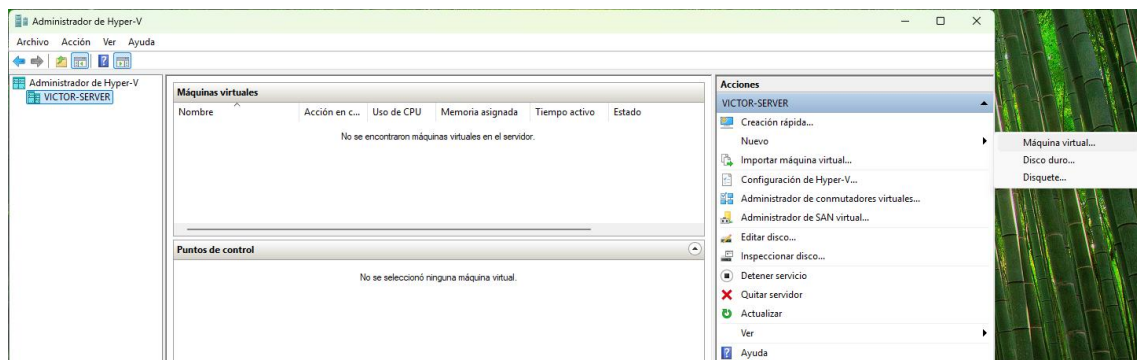 Administrador de Hyper-V
Archivo Acción Ver Ayuda
Administrador de Hyper-V
VICTOR-SERVER
Máquinas virtuales
Nombre Acción en c... Uso de CPU Memoria asignada Tiempo activo Estado
No se encontraron máquinas virtuales en el servidor.
Puntos de control
No se seleccionó ninguna máquina virtual.
Acciones
VICTOR-SERVER
Creación rápida...
Nuevo
Importar máquina virtual...
Configuración de Hyper-V...
Administrador de conmutadores virtuales...
Administrador de SAN virtual...
Editar disco...
Inspeccionar disco...
Detener servicio
Quitar servidor
Actualizar
Ver
Ayuda
Máquina virtual...
Disco duro...
Disquete...